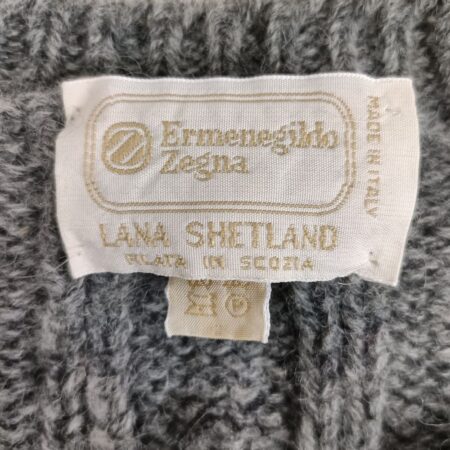 Ermenegildo
Zegna
LANA SHETLAND
FILATA IN SCOZIA
MADE IN ITALY